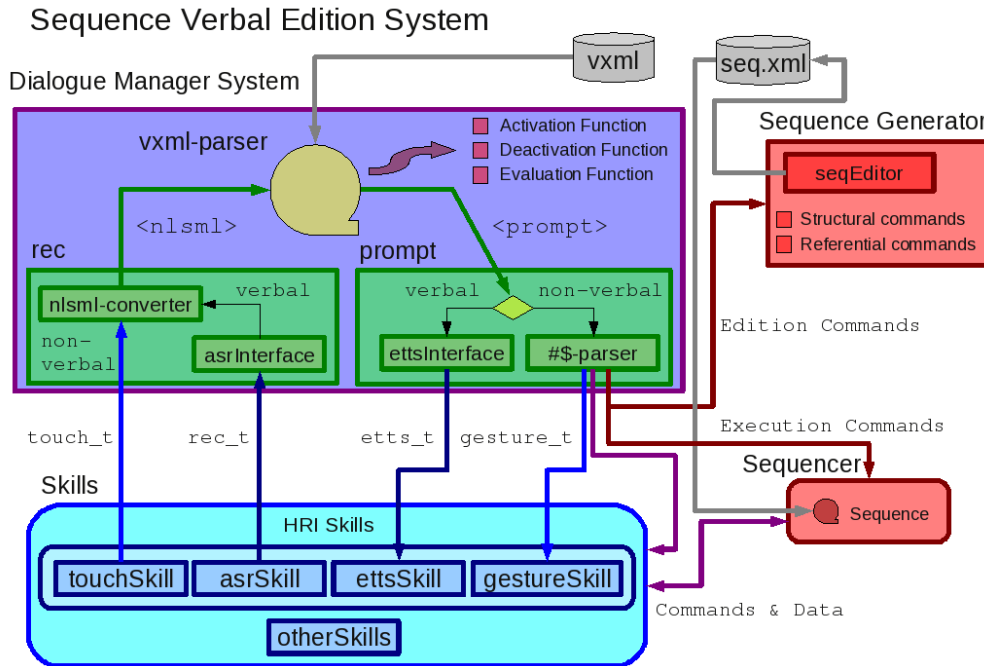 Sequence Verbal Edition System
vxml
seq.xml
Dialogue Manager System
vxml-parser
Activation Function
Deactivation Function
Evaluation Function
Sequence Generator
seqEditor
Structural commands
Referential commands
<nlsml>
<prompt>
rec
prompt
nlsml-converter
verbal
non-
verbal
asrInterface
verbal
non-verbal
ettsInterface
#$-parser
Edition Commands
touch_t
rec_t
etts_t
gesture_t
Execution Commands
Sequencer
Sequence
Skills
HRI Skills
touchSkill
asrSkill
ettsSkill
gestureSkill
Commands & Data
otherSkills